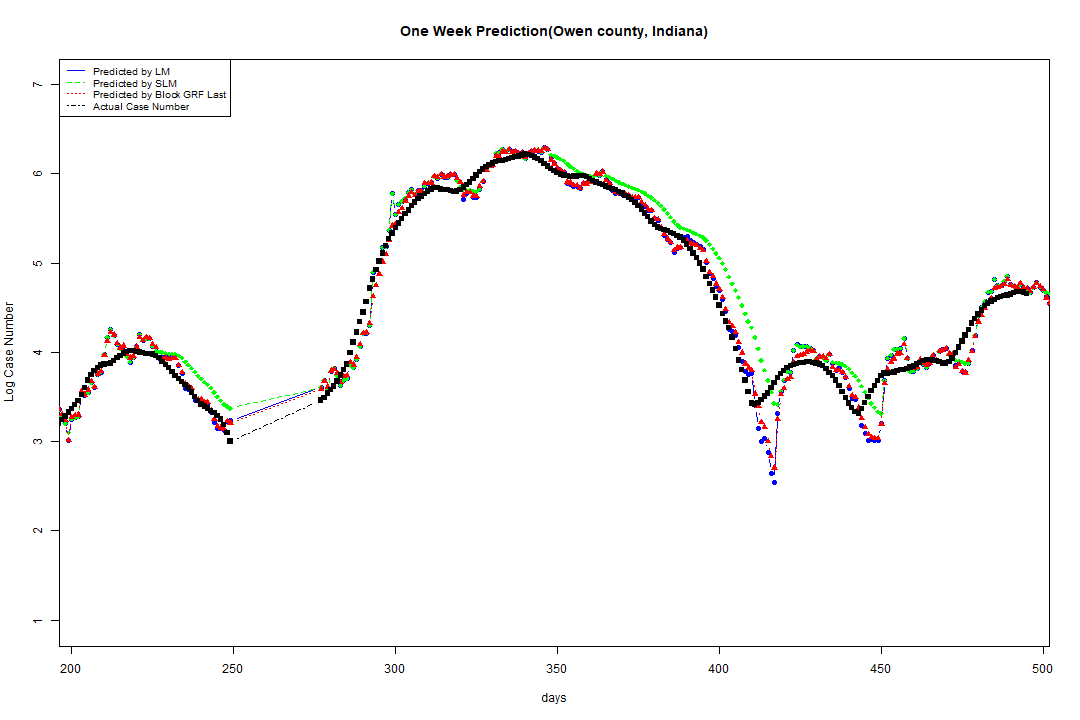 One Week Prediction(Owen county, Indiana)
Predicted by LM
Predicted by SLM
Predicted by Block GRF Last
Actual Case Number
Log Case Number
7
6
5
4
3
2
1
200 250 300 350 400 450 500
days